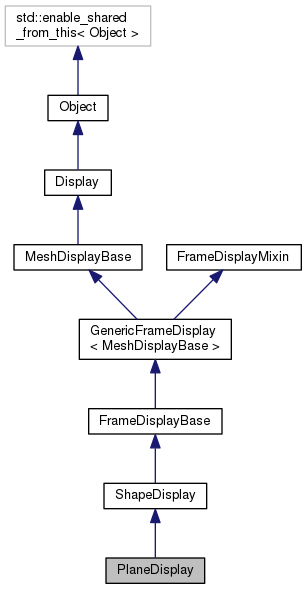 std::enable_shared
_from_this< Object >
Object
Display
MeshDisplayBase
FrameDisplayMixin
GenericFrameDisplay
< MeshDisplayBase >
FrameDisplayBase
ShapeDisplay
PlaneDisplay